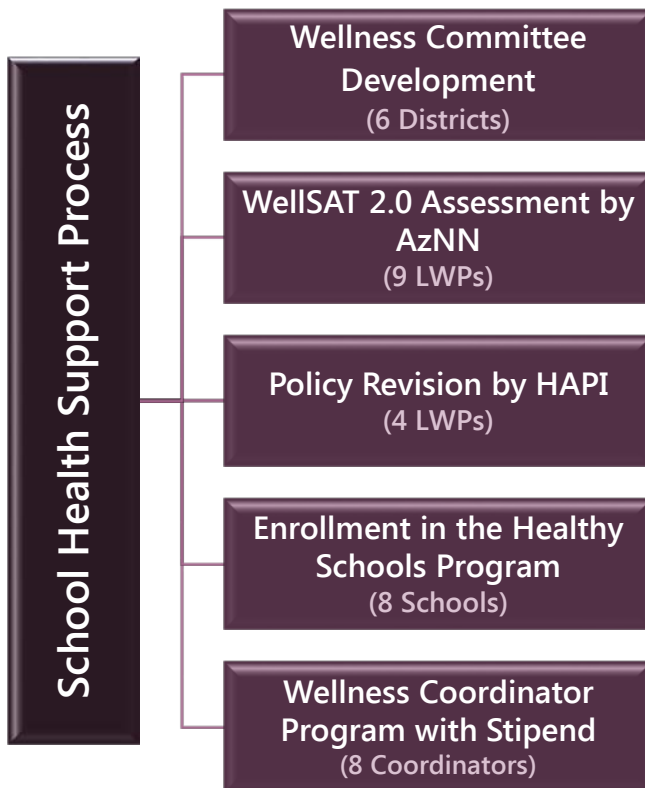 School Health Support Process
Wellness Committee
Development
(6 Districts)
WellSAT 2.0 Assessment by
AzNN
(9 LWPs)
Policy Revision by HAPI
(4 LWPs)
Enrollment in the Healthy
Schools Program
(8 Schools)
Wellness Coordinator
Program with Stipend
(8 Coordinators)